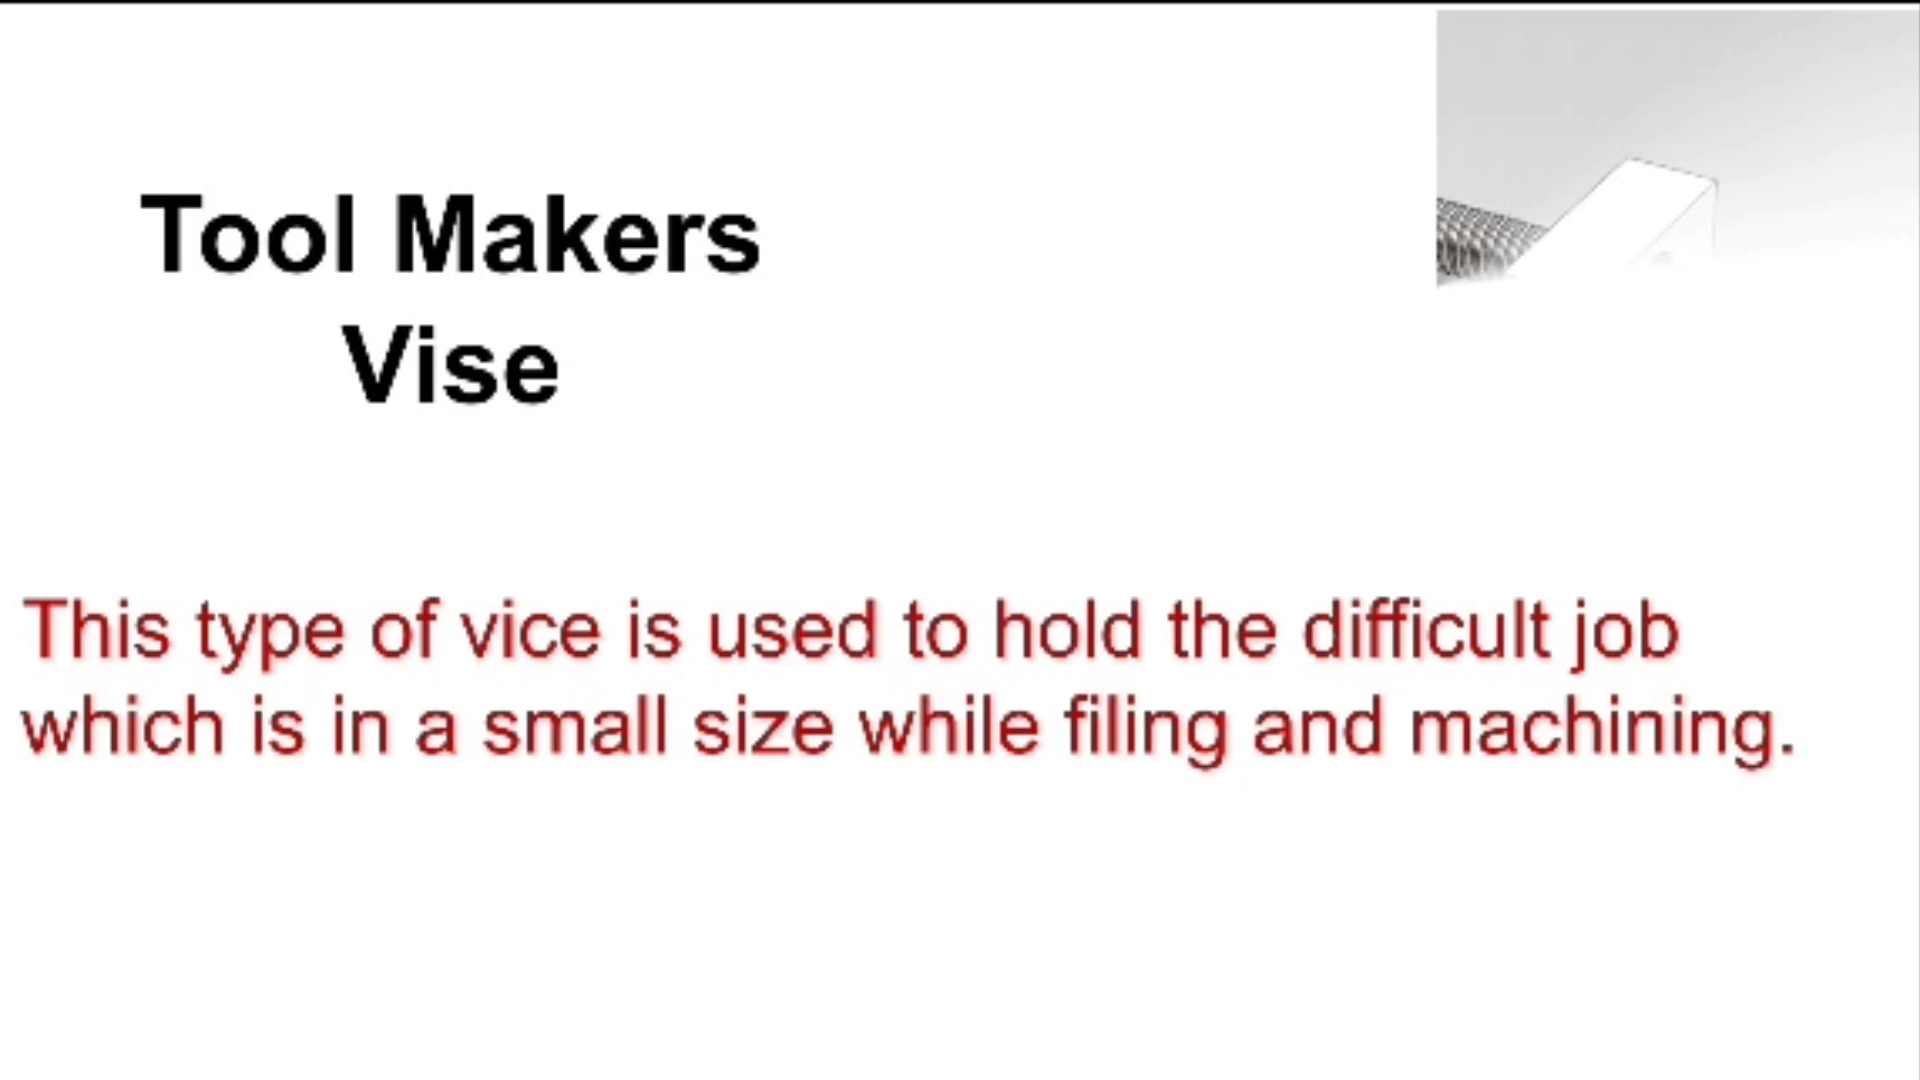 Tool Makers
Vise
This type of vice is used to hold the difficult job
which is in a small size while filing and machining.